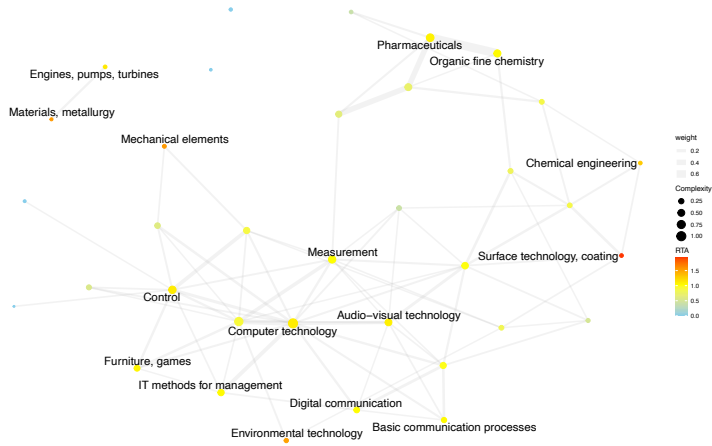 Pharmaceuticals
Organic fine chemistry
Engines, pumps, turbines
Materials, metallurgy
Mechanical elements
Chemical engineering
Measurement
Surface technology, coating
Control
Audio-visual technology
Computer technology
Furniture, games
IT methods for management
Digital communication
Basic communication processes
Environmental technology
weight
0.2
0.4
0.6
Complexity
0.25
0.50
0.75
1.00
RTA
1.5
1.0
0.5
0.0